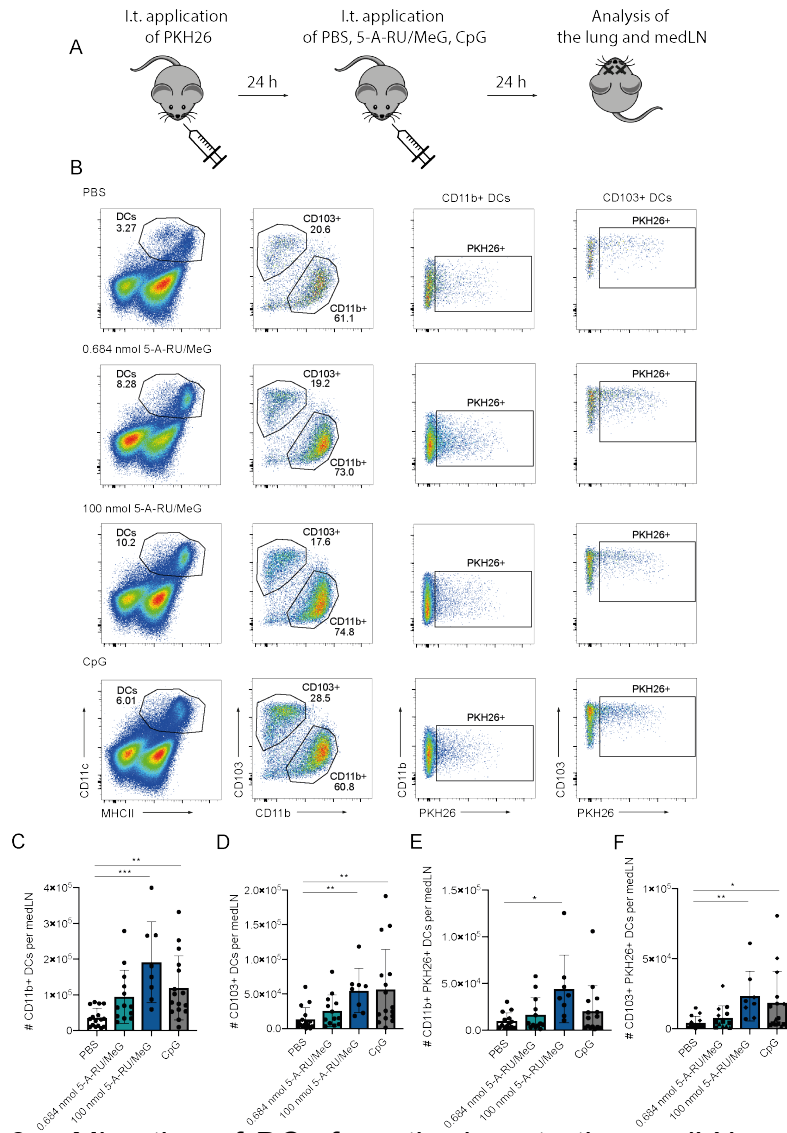 I.t. application
of PKH26
I.t. application
of PBS, 5-A-RU/MeG, CpG
Analysis of
the lung and medLN
A
24 h
24 h
B
PBS
CD11b+ DCs
CD103+ DCs
DCs
3.27
CD103+
20.6
CD11b+
61.1
PKH26+
PKH26+
0.684 nmol 5-A-RU/MeG
DCs
8.28
CD103+
19.2
CD11b+
73.0
PKH26+
PKH26+
100 nmol 5-A-RU/MeG
DCs
10.2
CD103+
17.6
CD11b+
74.8
PKH26+
PKH26+
CpG
DCs
6.01
CD103+
28.5
CD11b+
60.8
PKH26+
PKH26+
CD11c
MHCII
CD103
CD11b
CD11b
PKH26
CD103
PKH26
C
# CD11b+ DCs per medLN
4×10⁵
3×10⁵
2×10⁵
1×10⁵
0
**
***
PBS
0.684 nmol 5-A-RU/MeG
100 nmol 5-A-RU/MeG
CpG
D
# CD103+ DCs per medLN
2.0×10⁵
1.5×10⁵
1.0×10⁵
5.0×10⁴
0.0
**
**
PBS
0.684 nmol 5-A-RU/MeG
100 nmol 5-A-RU/MeG
CpG
E
# CD11b+ PKH26+ DCs per medLN
1.5×10⁵
1.0×10⁵
5.0×10⁴
0.0
*
PBS
0.684 nmol 5-A-RU/MeG
100 nmol 5-A-RU/MeG
CpG
F
# CD103+ PKH26+ DCs per medLN
1×10⁵
5×10⁴
0
*
**
PBS
0.684 nmol 5-A-RU/MeG
100 nmol 5-A-RU/MeG
CpG